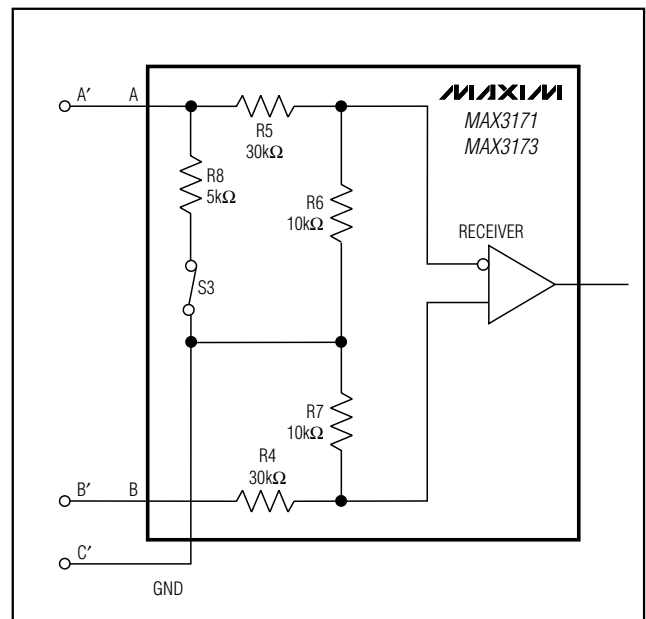 A′ A
R5
30kΩ
MAXIM
MAX3171
MAX3173
R8
5kΩ
R6
10kΩ
RECEIVER
S3
R7
10kΩ
R4
30kΩ
B′ B
C′
GND